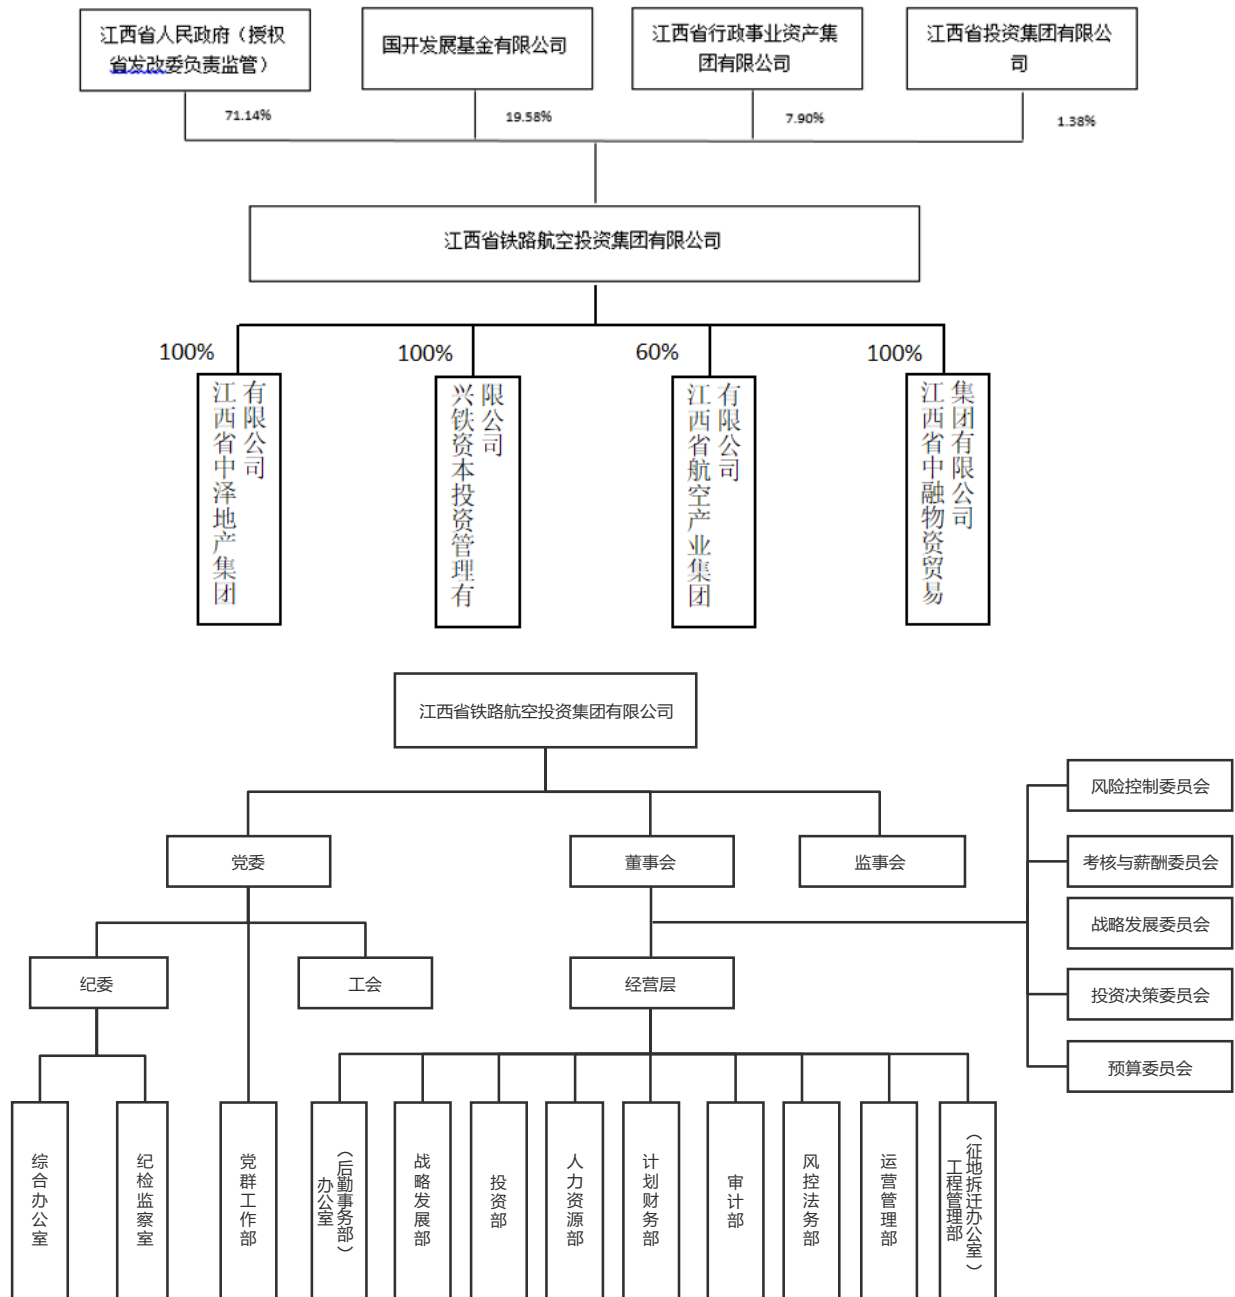 江西省人民政府（授权
省发改委负责监管）
国开发展基金有限公司
江西省行政事业资产集
团有限公司
江西省投资集团有限公
司
71.14%
19.58%
7.90%
1.38%
江西省铁路航空投资集团有限公司
100%
100%
60%
100%
江西省中泽地产集团
有限公司
兴铁资本投资管理有
限公司
江西省航空产业集团
有限公司
江西省中融物资贸易
集团有限公司
江西省铁路航空投资集团有限公司
党委
董事会
监事会
风险控制委员会
考核与薪酬委员会
战略发展委员会
投资决策委员会
预算委员会
纪委
工会
经营层
综合办公室
纪检监察室
党群工作部
办公室
（后勤事务部）
战略发展部
投资部
人力资源部
计划财务部
审计部
风控法务部
运营管理部
工程管理部
（征地拆迁办公室）